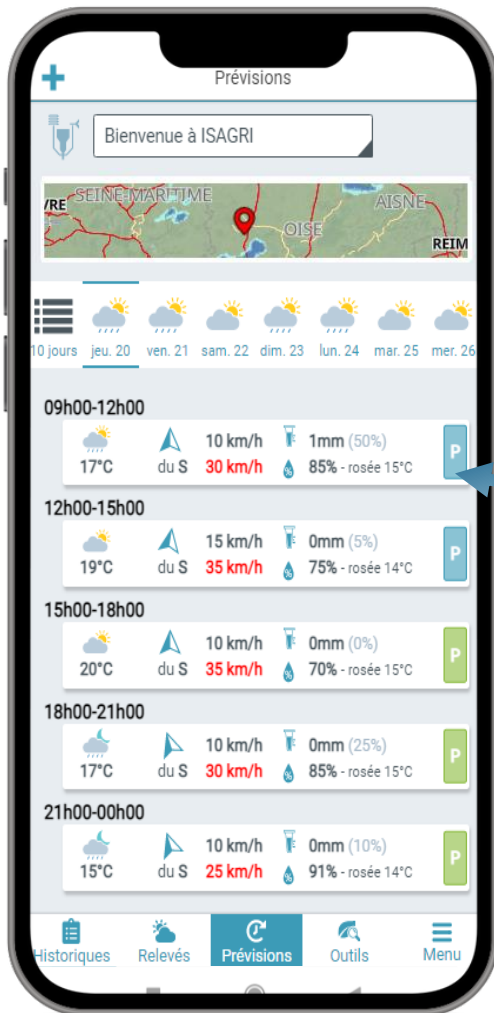 Prévisions
Bienvenue à ISAGRI
VRE SEINE-MARITIME AISNE
OISE
REIM
10 jours jeu. 20 ven. 21 sam. 22 dim. 23 lun. 24 mar. 25 mer. 26
09h00-12h00
10 km/h 1mm (50%)
17°C du S 30 km/h % 85% - rosée 15°C P
12h00-15h00
15 km/h 0mm (5%)
19°C du S 35 km/h % 75% - rosée 14°C P
15h00-18h00
10 km/h 0mm (0%)
20°C du S 35 km/h % 70% - rosée 15°C P
18h00-21h00
10 km/h 0mm (25%)
17°C du S 30 km/h % 85% - rosée 15°C P
21h00-00h00
10 km/h 0mm (10%)
15°C du S 25 km/h % 91% - rosée 14°C P
Historiques Relevés Prévisions Outils Menu